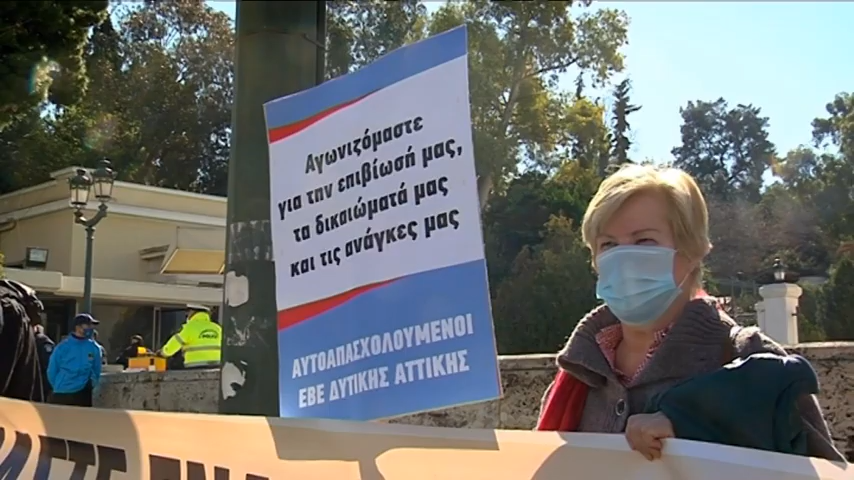 Αγωνιζόμαστε
για την επιβίωσή μας,
τα δικαιώματά μας
και τις ανάγκες μας
ΑΥΤΟΑΠΑΣΧΟΛΟΥΜΕΝΟΙ
ΕΒΕ ΔΥΤΙΚΗΣ ΑΤΤΙΚΗΣ